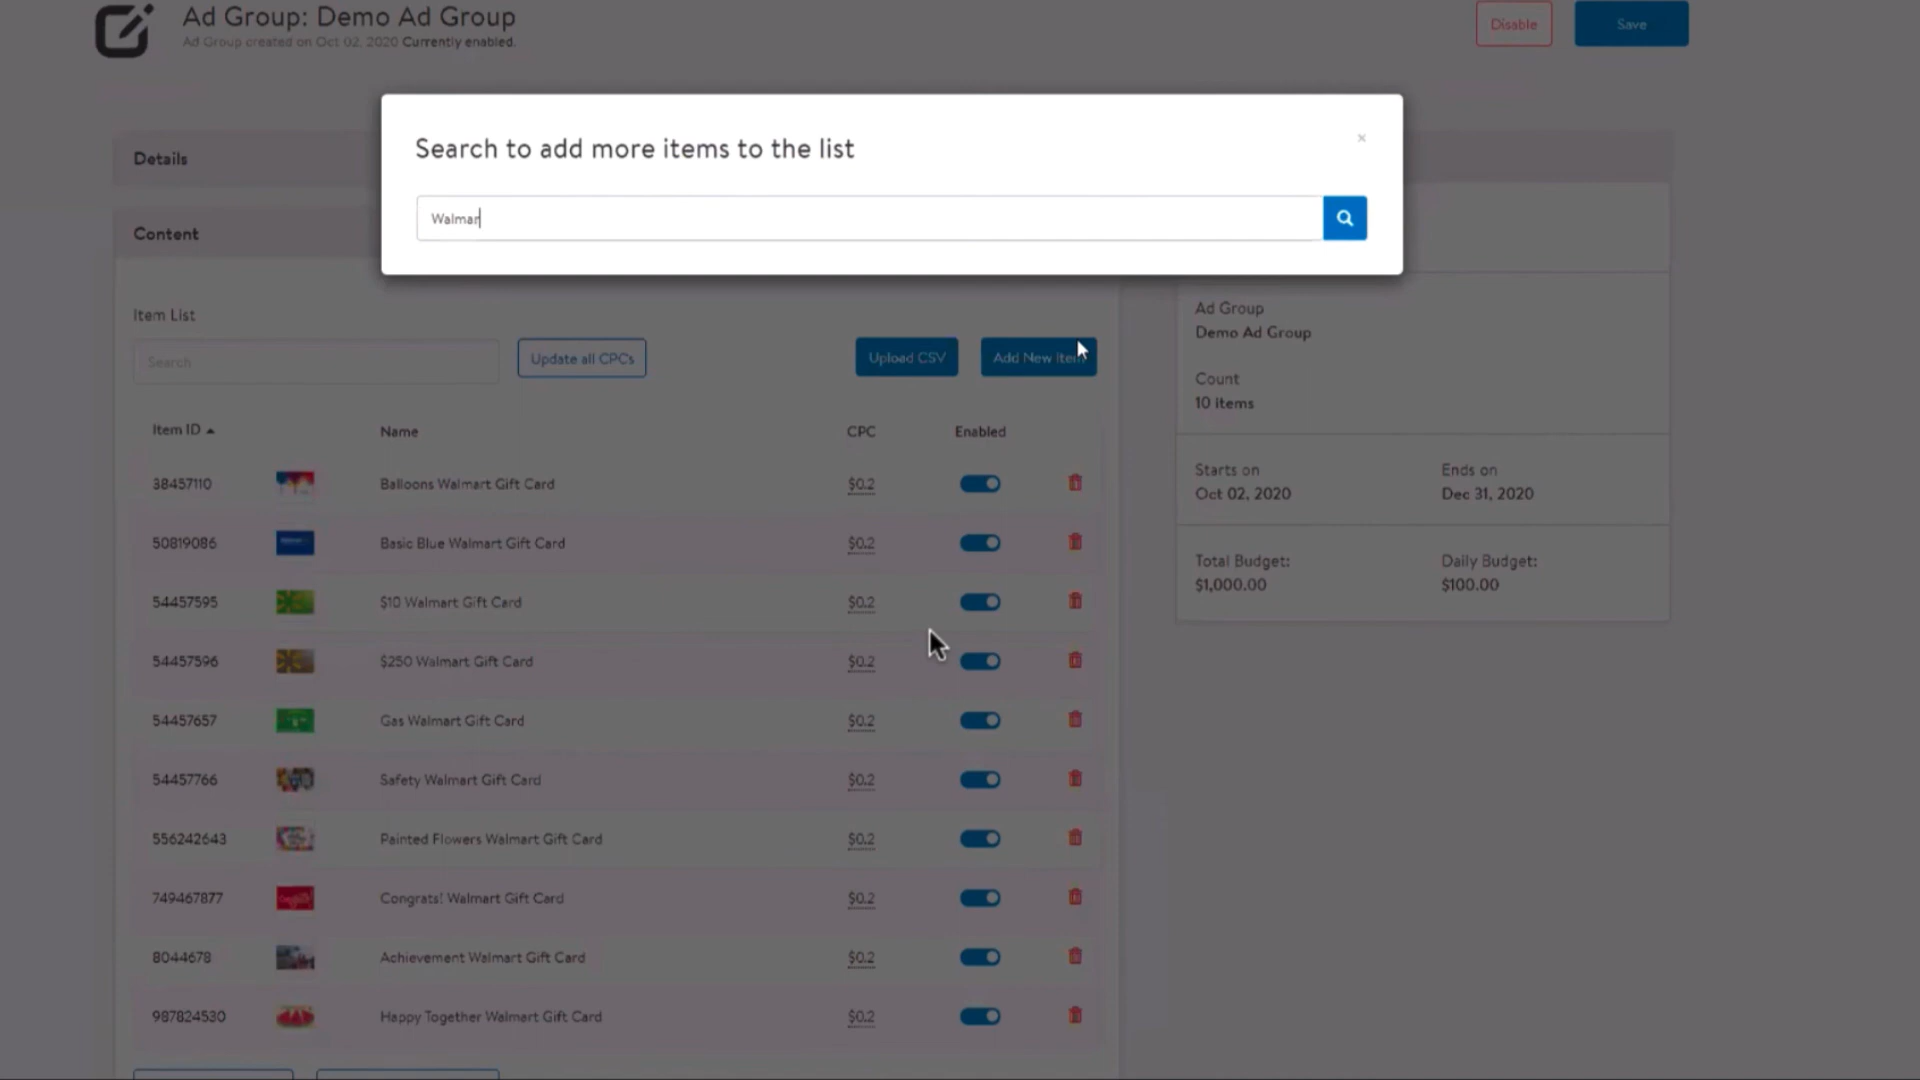 Ad Group: Demo Ad Group
Ad Group created on Oct 02, 2020 Currently enabled.
Disable
Save
Search to add more items to the list
×
Walmar
Details
Content
Item List
Search
Update all CPCs
Upload CSV
Add New Item
Item ID
Name
CPC
Enabled
38457110 Balloons Walmart Gift Card $0.2
50819086 Basic Blue Walmart Gift Card $0.2
54457595 $10 Walmart Gift Card $0.2
54457596 $250 Walmart Gift Card $0.2
54457657 Gas Walmart Gift Card $0.2
54457766 Safety Walmart Gift Card $0.2
556242643 Painted Flowers Walmart Gift Card $0.2
749467877 Congrats! Walmart Gift Card $0.2
8044678 Achievement Walmart Gift Card $0.2
987824530 Happy Together Walmart Gift Card $0.2
Ad Group
Demo Ad Group
Count
10 items
Starts on
Oct 02, 2020
Ends on
Dec 31, 2020
Total Budget:
$1,000.00
Daily Budget:
$100.00